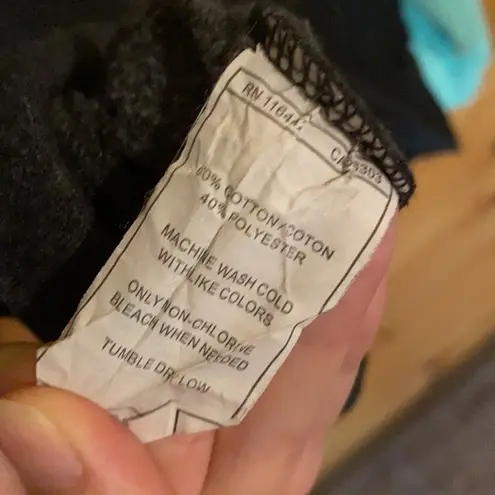 RN 11644
60% COTTON/COTON
40% POLYESTER
MACHINE WASH COLD
WITH LIKE COLORS
ONLY NON-CHLORINE
BLEACH WHEN NEEDED
TUMBLE DRY LOW